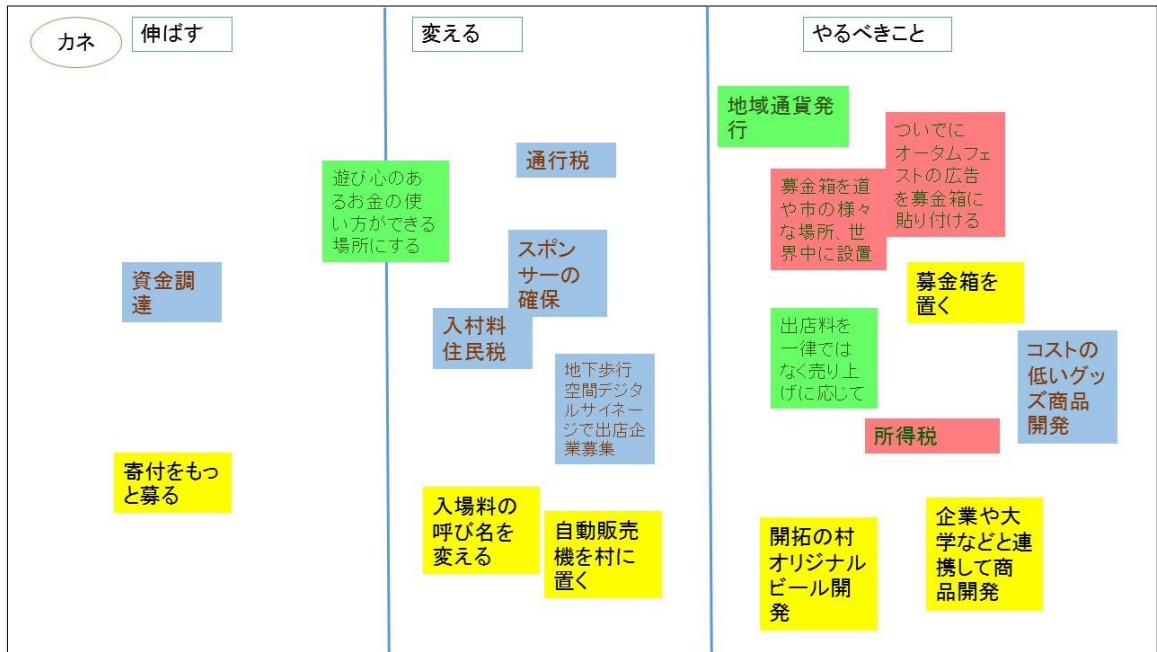 カネ
伸ばす
変える
やるべきこと
資金調
達
寄付をもっ
と募る
遊び心のあ
るお金の使
い方ができる
場所にする
通行税
スポン
サーの
確保
入村料
住民税
地下歩行
空間デジタ
ルサイネー
ジで出店企
業募集
入場料の
呼び名を
変える
自動販売
機を村に
置く
地域通貨発
行
ついでに
オータムフェ
ストの広告
を募金箱に
貼り付ける
募金箱を道
や市の様々
な場所、世
界中に設置
募金箱を
置く
出店料を
一律では
なく売り上
げに応じて
コストの
低いグッ
ズ商品
開発
所得税
開拓の村
オリジナル
ビール開
発
企業や大
学などと連
携して商
品開発